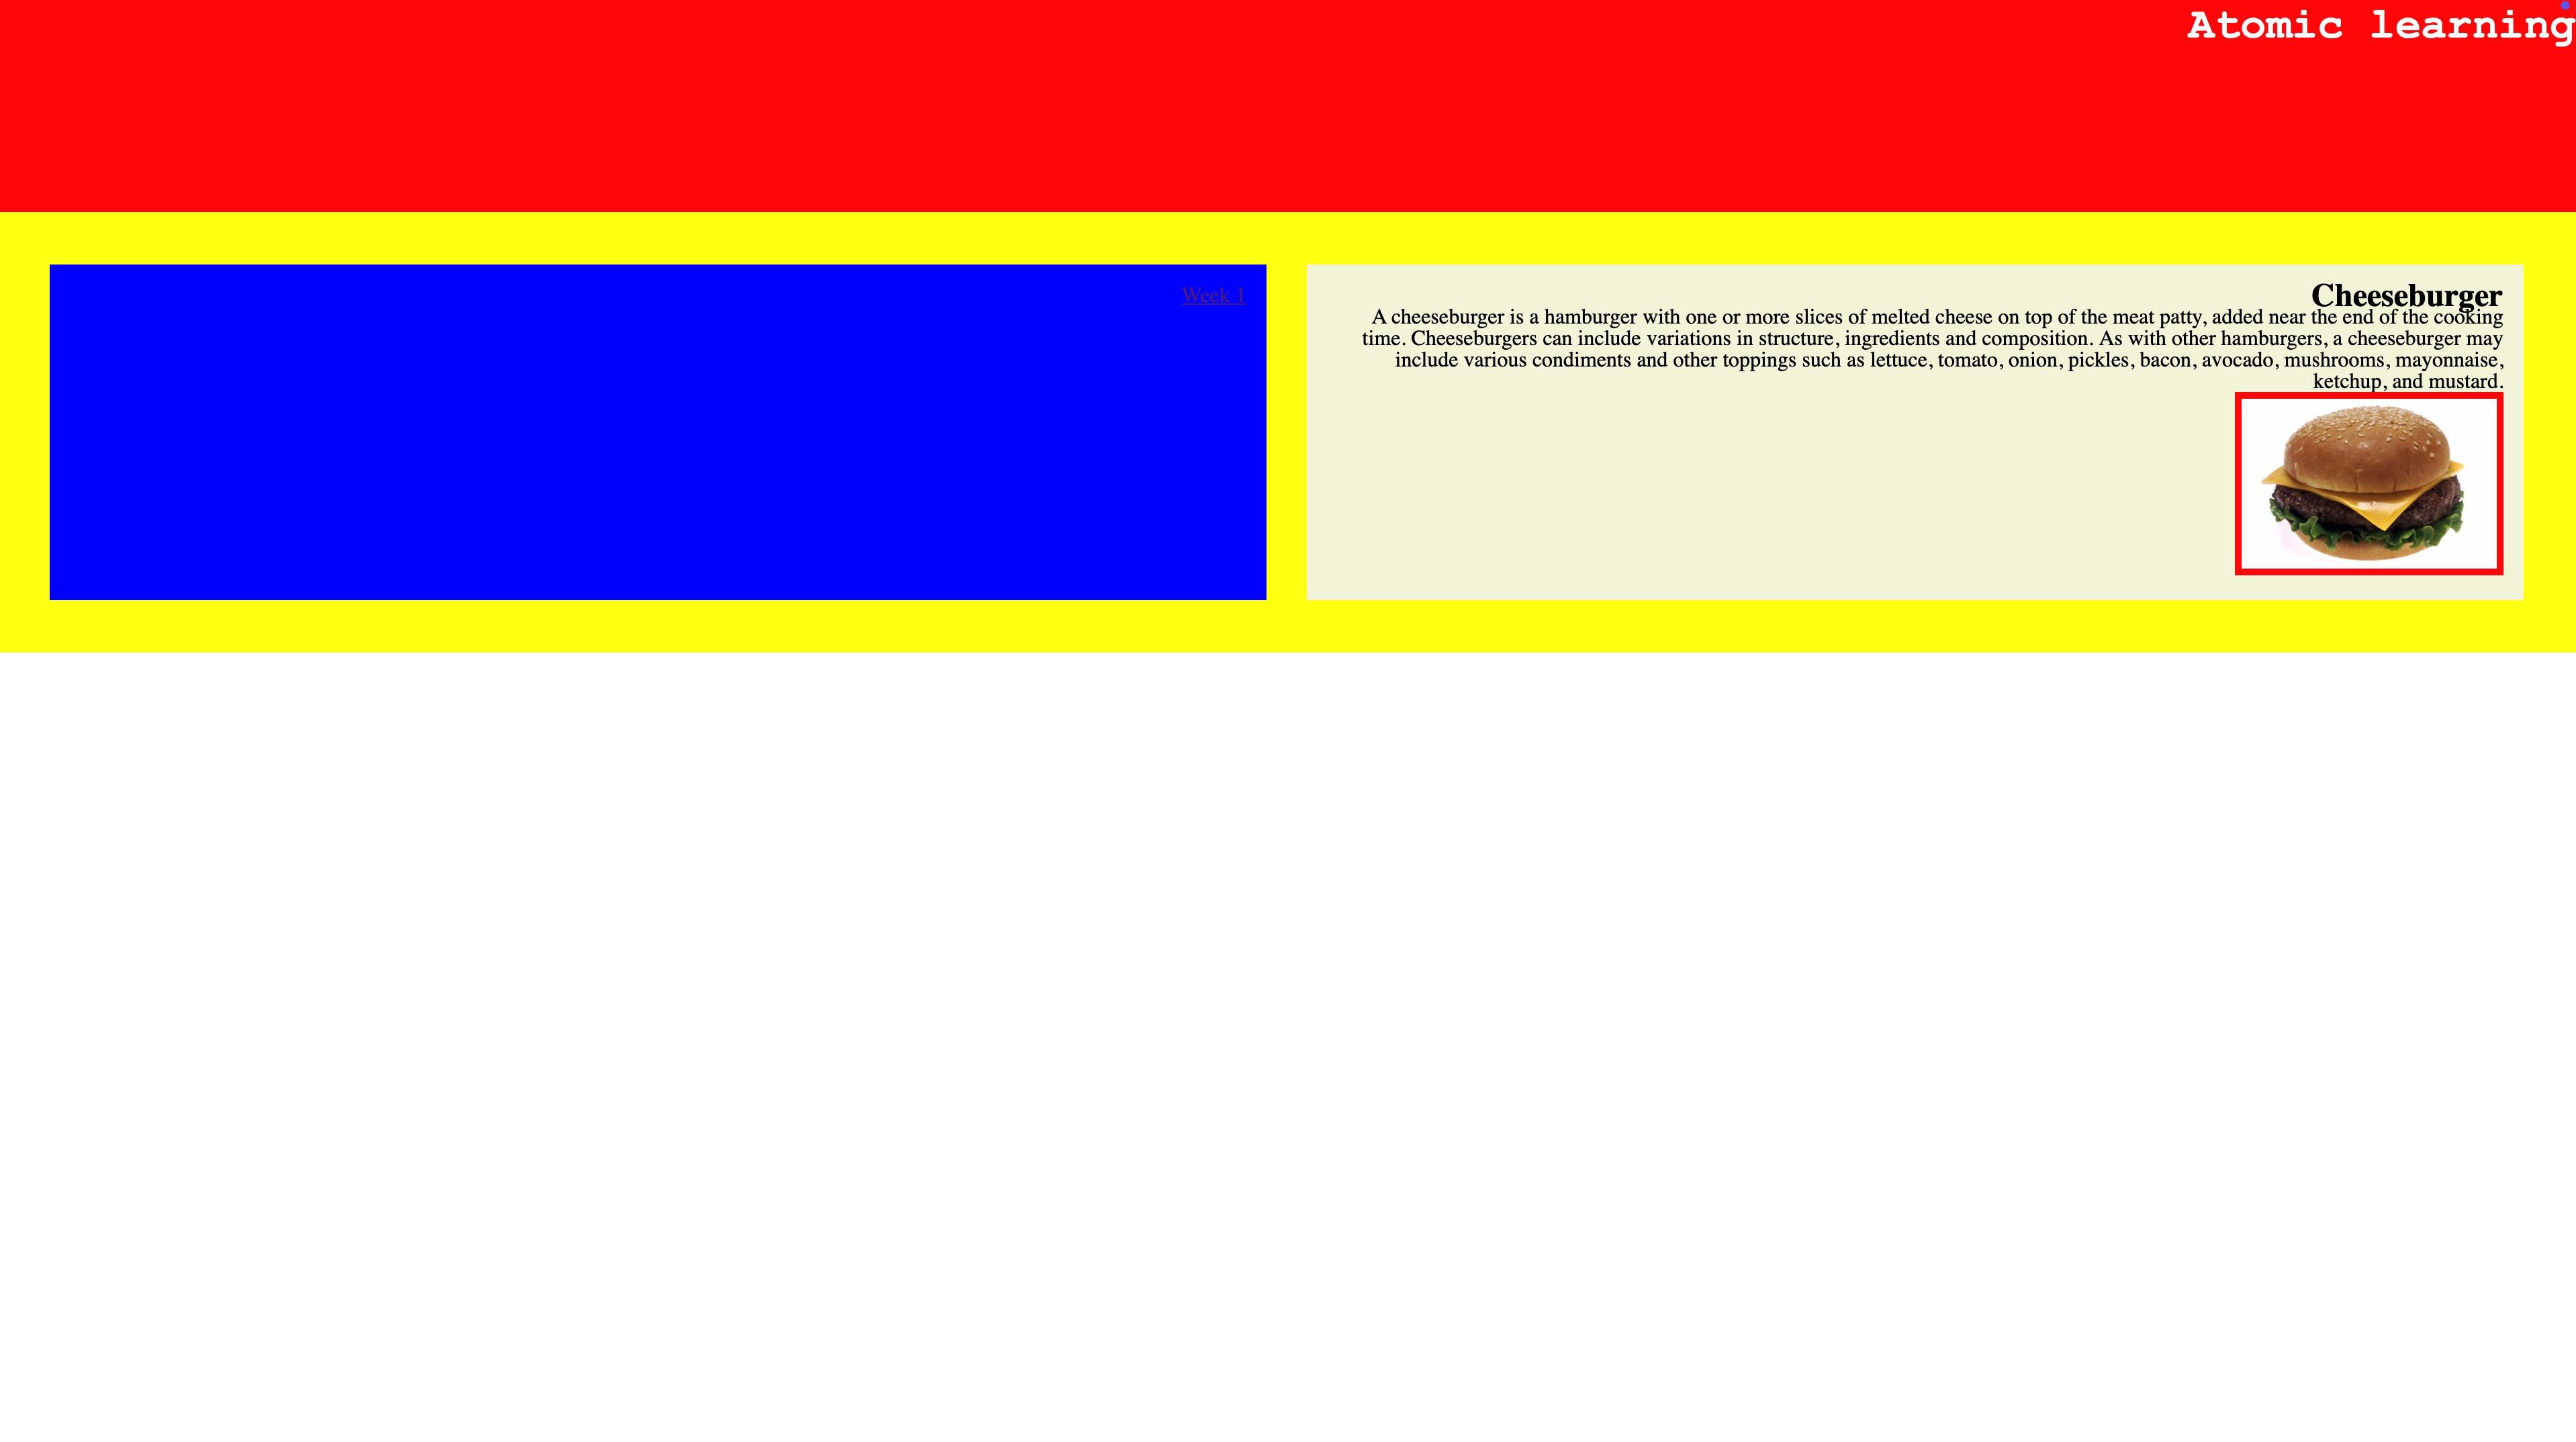 Atomic learning
Week 1
Cheeseburger
A cheeseburger is a hamburger with one or more slices of melted cheese on top of the meat patty, added near the end of the cooking
time. Cheeseburgers can include variations in structure, ingredients and composition. As with other hamburgers, a cheeseburger may
include various condiments and other toppings such as lettuce, tomato, onion, pickles, bacon, avocado, mushrooms, mayonnaise,
ketchup, and mustard.